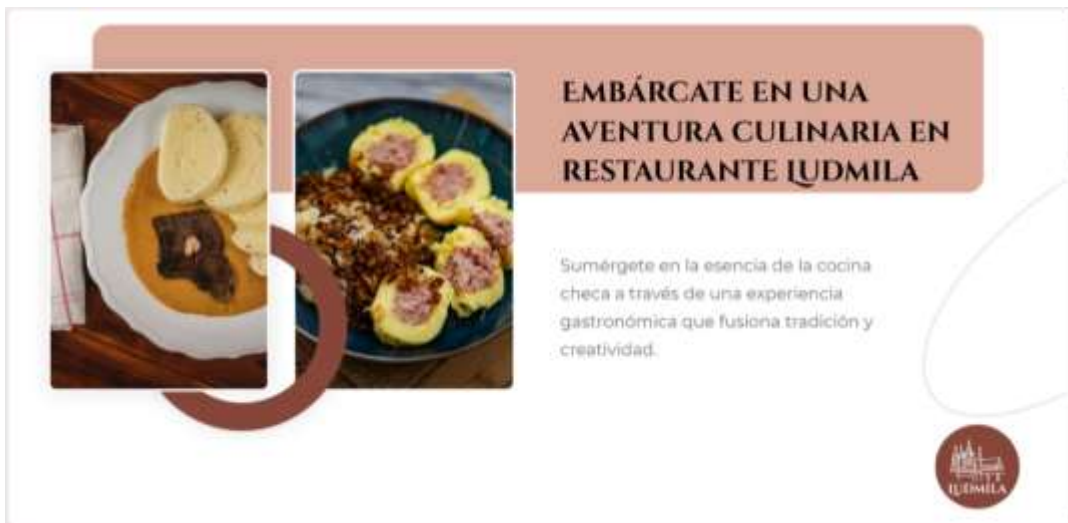 EMBÁRCATE EN UNA
AVENTURA CULINARIA EN
RESTAURANTE LUDMILA
Sumérgete en la esencia de la cocina
checa a través de una experiencia
gastronómica que fusiona tradición y
creatividad.
LUDMILA